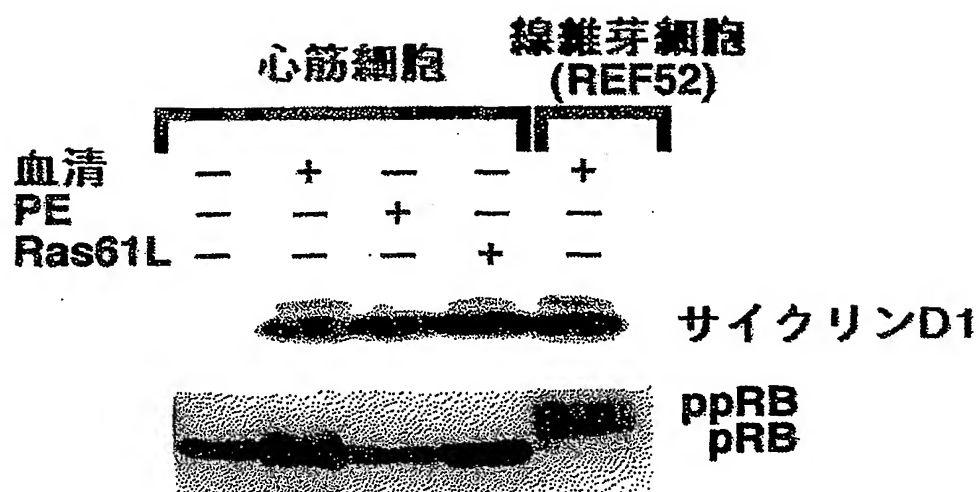 心筋細胞
線維芽細胞
(REF52)
血清 — + — — +
PE — — + — —
Ras61L — — — + —
サイクリンD1
ppRB
pRB